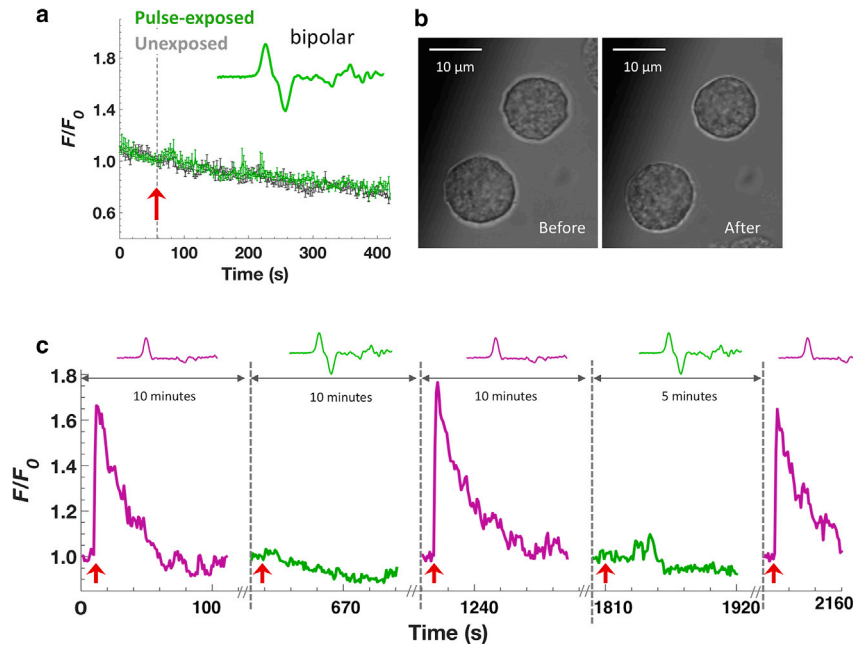 a
Pulse-exposed
Unexposed
bipolar
1.8
1.4
1.0
0.6
F/F0
0 100 200 300 400
Time (s)
b
10 µm
Before
10 µm
After
c
10 minutes
10 minutes
10 minutes
5 minutes
1.8
1.6
1.4
1.2
1.0
F/F0
0 100 670 1240 1810 1920 2160
Time (s)